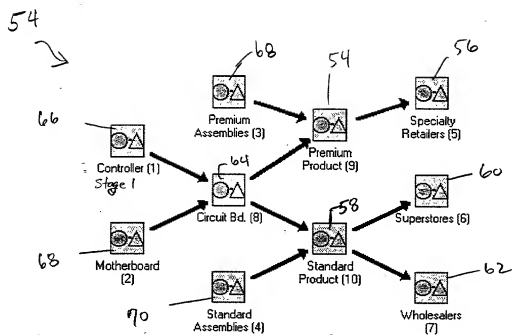 54
68
54
56
Premium
Assemblies (3)
Premium
Product (9)
Specialty
Retailers (5)
66
Controller (1)
Stage 1
64
Circuit Bd. (8)
58
60
Superstores (6)
68
Motherboard
(2)
Standard
Product (10)
62
70
Standard
Assemblies (4)
Wholesalers
(7)